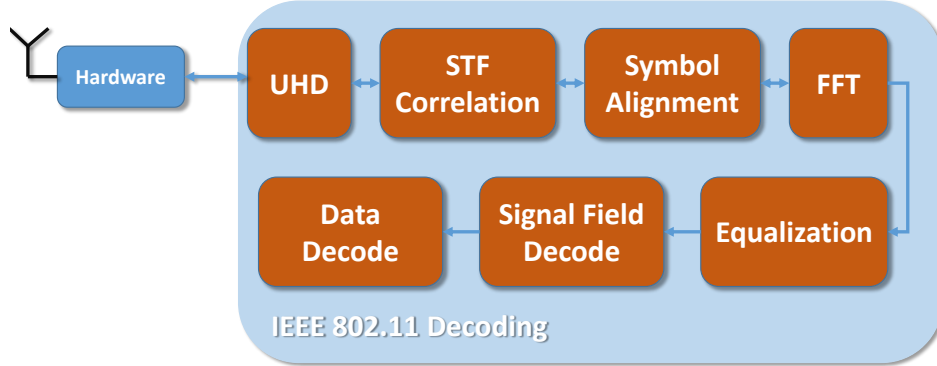 Hardware
UHD
STF
Correlation
Symbol
Alignment
FFT
Data
Decode
Signal Field
Decode
Equalization
IEEE 802.11 Decoding